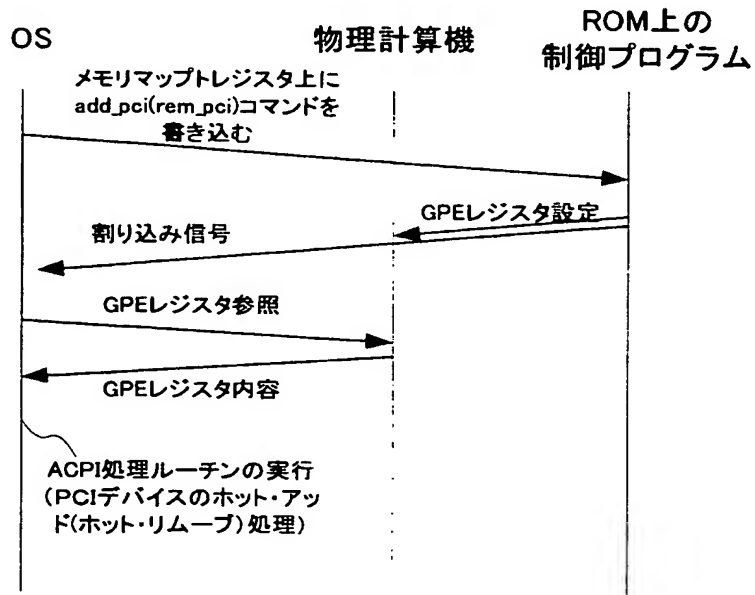 OS
物理計算機
ROM上の
制御プログラム
メモリマップトレジスタ上に
add_pci(rem_pci)コマンドを
書き込む
GPEレジスタ設定
割り込み信号
GPEレジスタ参照
GPEレジスタ内容
ACPI処理ルーチンの実行
(PCIデバイスのホット・アッ
ド(ホット・リムーブ)処理)